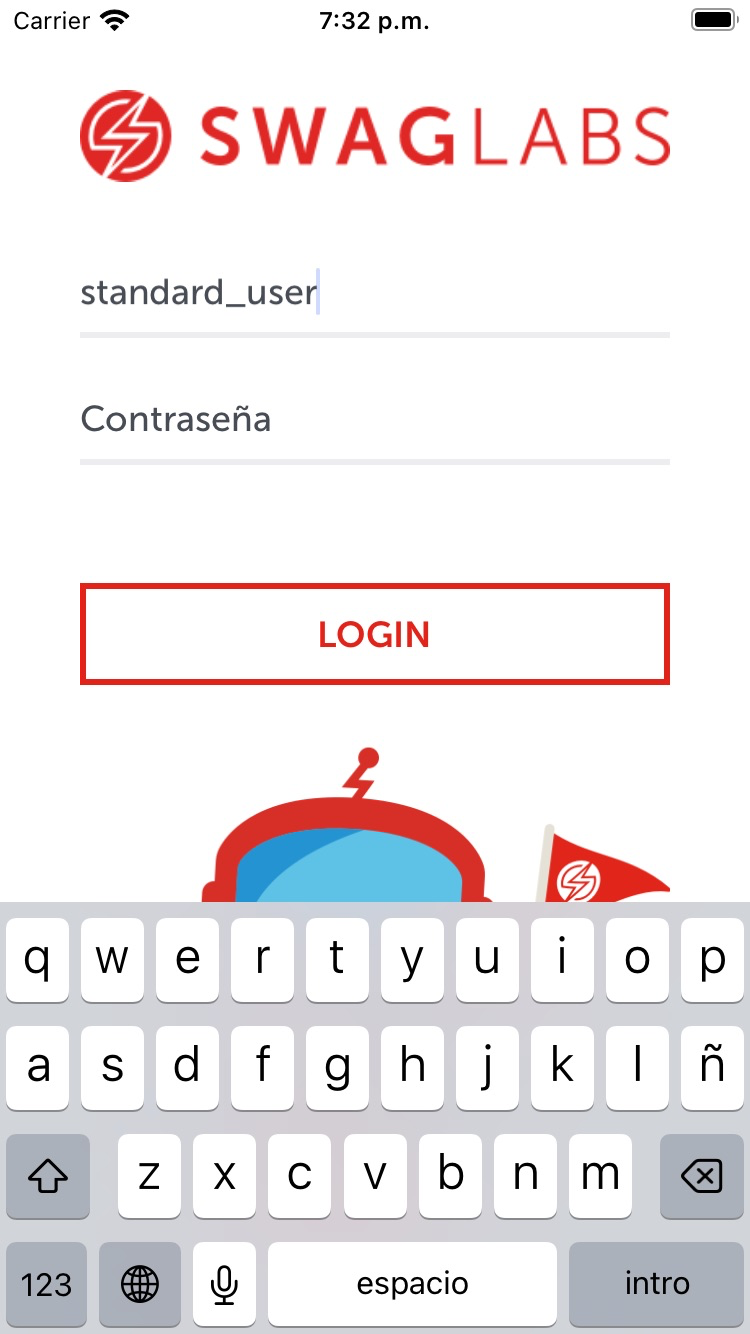 Carrier 7:32 p.m.
SWAGLABS
standard_user
Contraseña
LOGIN
q w e r t y u i o p
a s d f g h j k l ñ
z x c v b n m
123 espacio intro